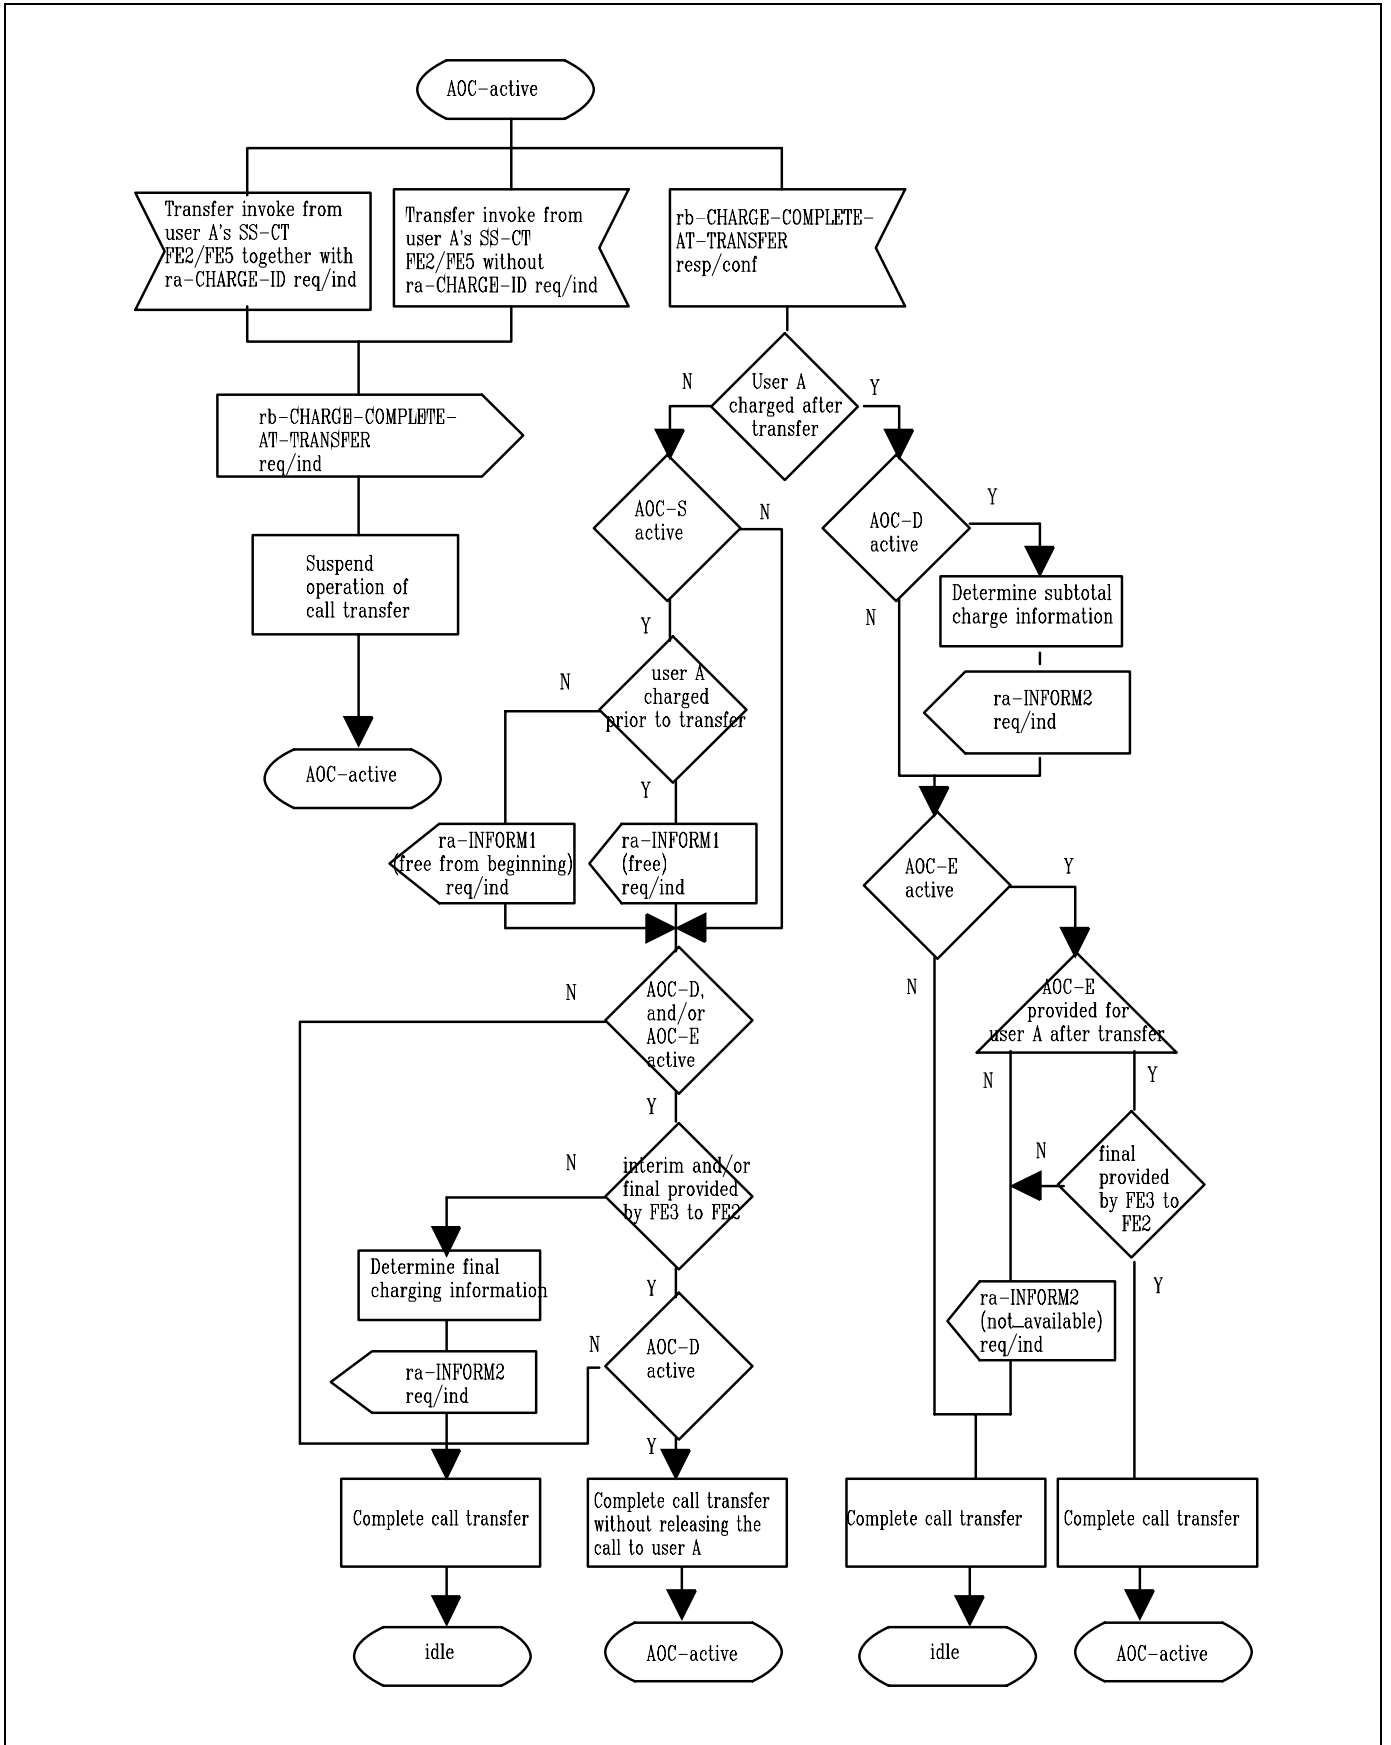 AOC-active
Transfer invoke from
user A's SS-CT
FE2/FE5 together with
ra-CHARGE-ID req/ind
Transfer invoke from
user A's SS-CT
FE2/FE5 without
ra-CHARGE-ID req/ind
rb-CHARGE-COMPLETE-
AT-TRANSFER
resp/conf
N
User A
charged after
transfer
Y
rb-CHARGE-COMPLETE-
AT-TRANSFER
req/ind
AOC-S
active
N
AOC-D
active
Y
Suspend
operation of
call transfer
Determine subtotal
charge information
Y
N
N
user A
charged
prior to transfer
ra-INFORM2
req/ind
AOC-active
Y
ra-INFORM1
(free from beginning)
req/ind
ra-INFORM1
(free)
req/ind
AOC-E
active
Y
N
AOC-D,
and/or
AOC-E
active
N
AOC-E
provided for
user A after transfer
N
Y
Y
N
interim and/or
final provided
by FE3 to FE2
N
final
provided
by FE3 to
FE2
Determine final
charging information
Y
Y
ra-INFORM2
(not_available)
req/ind
N
AOC-D
active
ra-INFORM2
req/ind
Y
Complete call transfer
Complete call transfer
without releasing the
call to user A
Complete call transfer
Complete call transfer
idle
AOC-active
idle
AOC-active